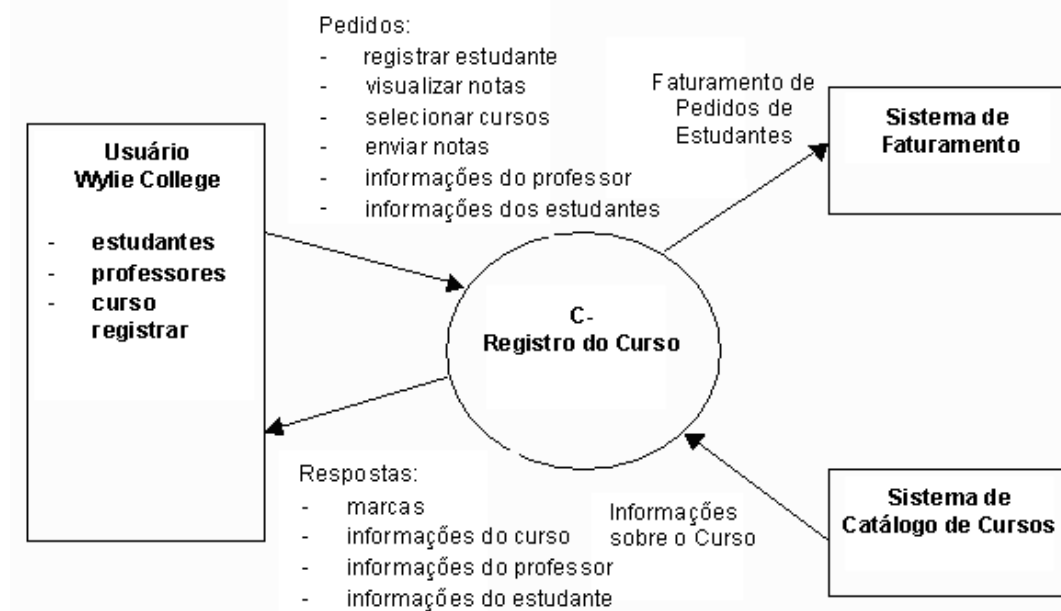 Pedidos:
- registrar estudante
- visualizar notas
- selecionar cursos
- enviar notas
- informações do professor
- informações dos estudantes
Faturamento de
Pedidos de
Estudantes
Sistema de
Faturamento
Usuário
Wylie College
- estudantes
- professores
- curso
registrar
C-
Registro do Curso
Respostas:
- marcas
- informações do curso
- informações do professor
- informações do estudante
Informações
sobre o Curso
Sistema de
Catálogo de Cursos